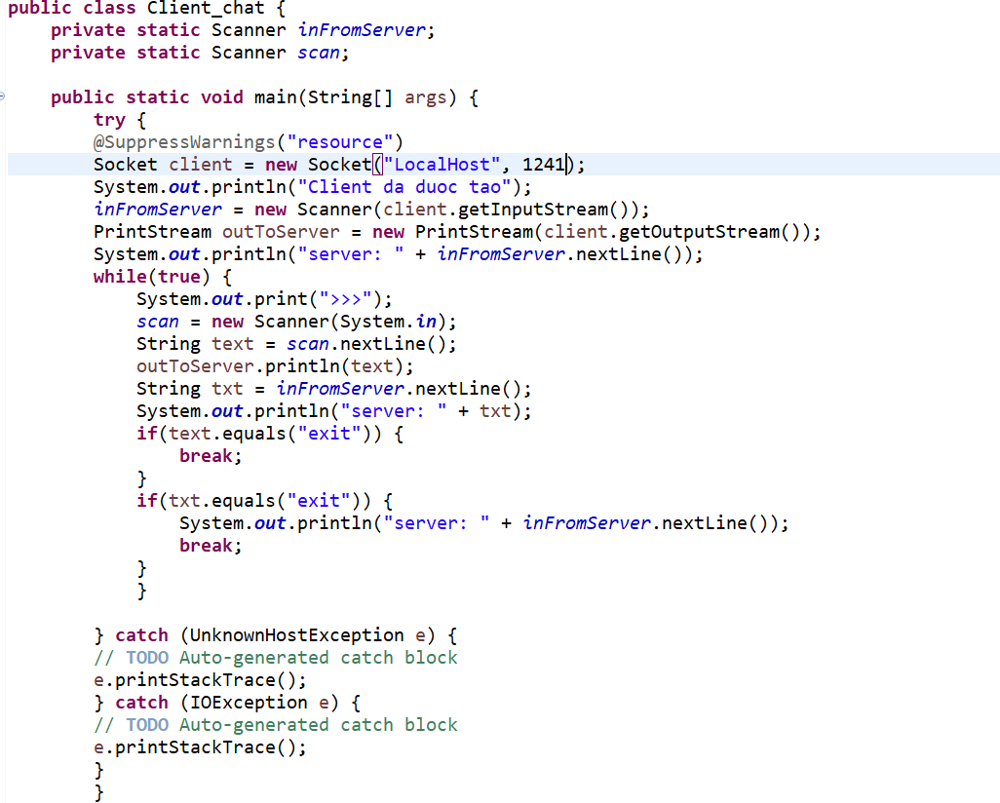 public class Client_chat {
    private static Scanner inFromServer;
    private static Scanner scan;

    public static void main(String[] args) {
        try {
        @SuppressWarnings("resource")
        Socket client = new Socket("LocalHost", 1241);
        System.out.println("Client da duoc tao");
        inFromServer = new Scanner(client.getInputStream());
        PrintStream outToServer = new PrintStream(client.getOutputStream());
        System.out.println("server: " + inFromServer.nextLine());
        while(true) {
            System.out.print(">>>");
            scan = new Scanner(System.in);
            String text = scan.nextLine();
            outToServer.println(text);
            String txt = inFromServer.nextLine();
            System.out.println("server: " + txt);
            if(text.equals("exit")) {
                break;
            }
            if(txt.equals("exit")) {
                System.out.println("server: " + inFromServer.nextLine());
                break;
            }
            }

        } catch (UnknownHostException e) {
        // TODO Auto-generated catch block
        e.printStackTrace();
        } catch (IOException e) {
        // TODO Auto-generated catch block
        e.printStackTrace();
        }
        }